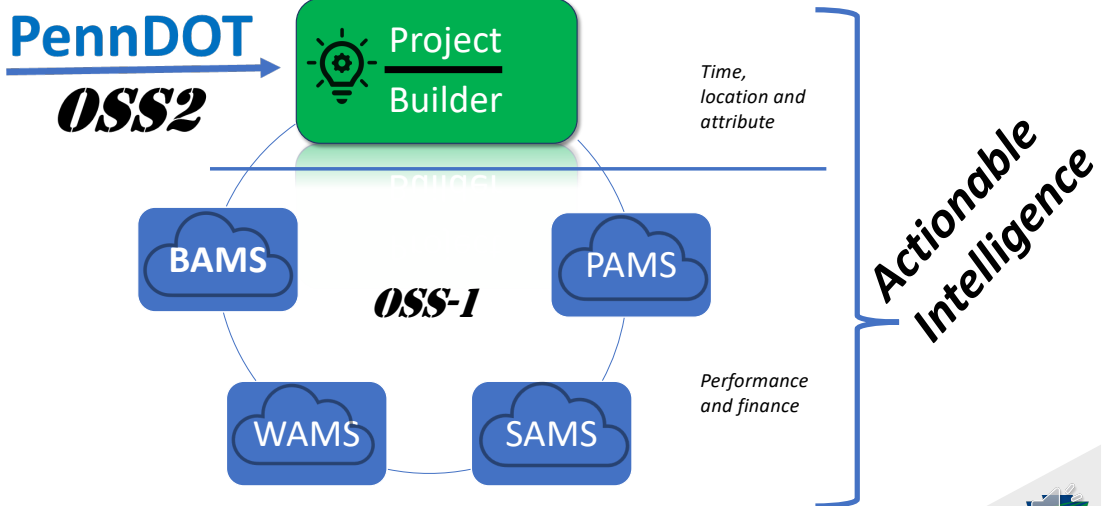 PennDOT
OSS2
Project
Builder
Time,
location and
attribute
BAMS
PAMS
OSS-1
WAMS
SAMS
Performance
and finance
Actionable
Intelligence